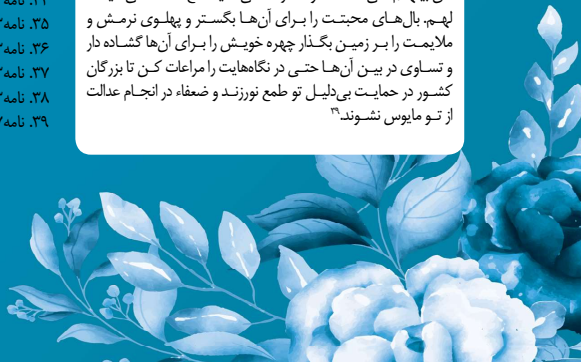 لهم. بال‌های محبتت را برای آن‌ها بگستر و پهلوی نرمش و
ملایمت را بر زمین بگذار چهره خویش را برای آن‌ها گشاده دار
و تساوی در بین آن‌ها حتی در نگاه‌هایت را مراعات کن تا بزرگان
کشور در حمایت بی‌دلیل تو طمع نورزند و ضعفاء در انجام عدالت
از تو مایوس نشوند.۳۹
۳۵. نامه
۳۶. نامه
۳۷. نامه
۳۸. نامه
۳۹. نامه